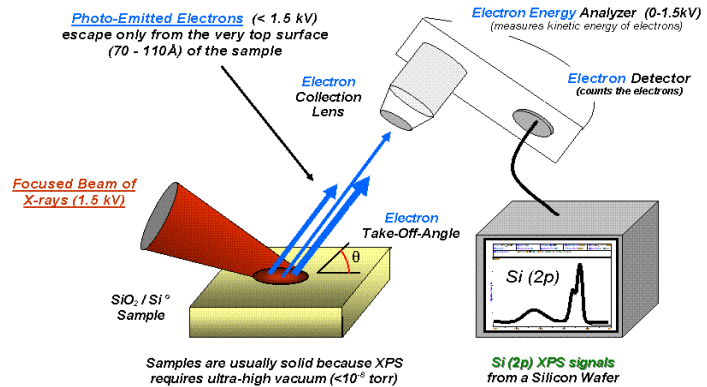 Photo-Emitted Electrons (< 1.5 kV)
escape only from the very top surface
(70 - 110Å) of the sample
Electron Energy Analyzer (0-1.5kV)
(measures kinetic energy of electrons)
Electron Detector
(counts the electrons)
Electron
Collection
Lens
Focused Beam of
X-rays (1.5 kV)
Electron
Take-Off-Angle
θ
Si (2p)
SiO₂ / Si°
Sample
Samples are usually solid because XPS
requires ultra-high vacuum (<10⁻⁸ torr)
Si (2p) XPS signals
from a Silicon Wafer